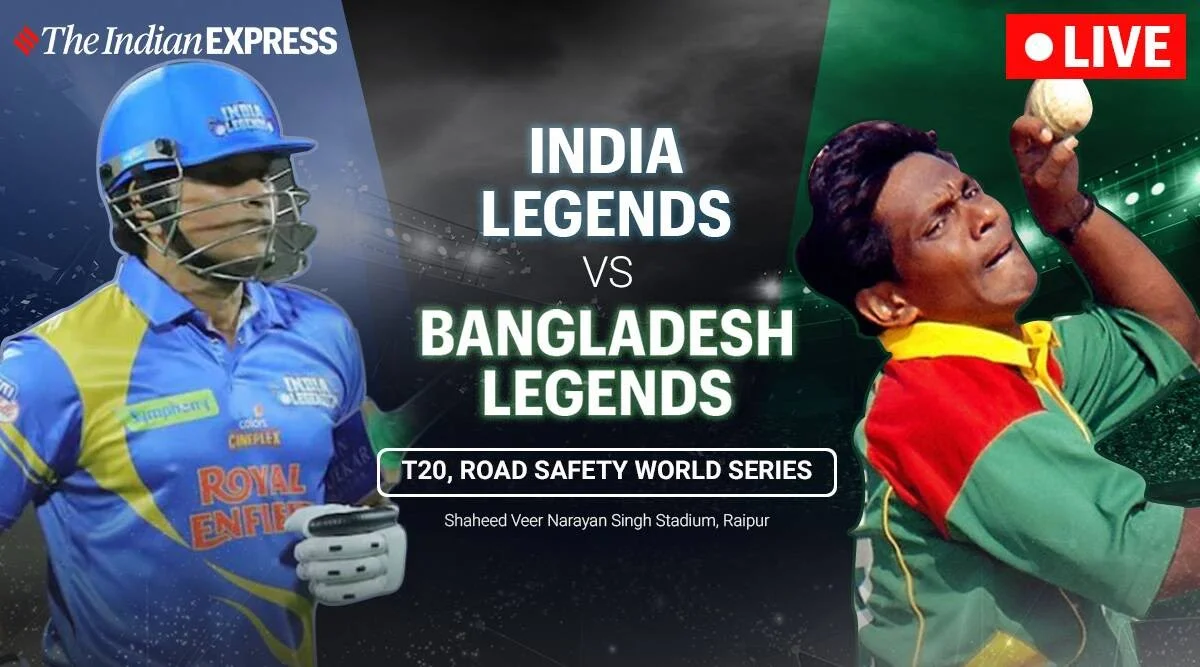 The Indian EXPRESS
LIVE
INDIA
LEGENDS
INDIA
LEGENDS
VS
BANGLADESH
LEGENDS
T20, ROAD SAFETY WORLD SERIES
Shaheed Veer Narayan Singh Stadium, Raipur
Symphony
INDIA
LEGENDS
colors
CINEPLEX
ROYAL